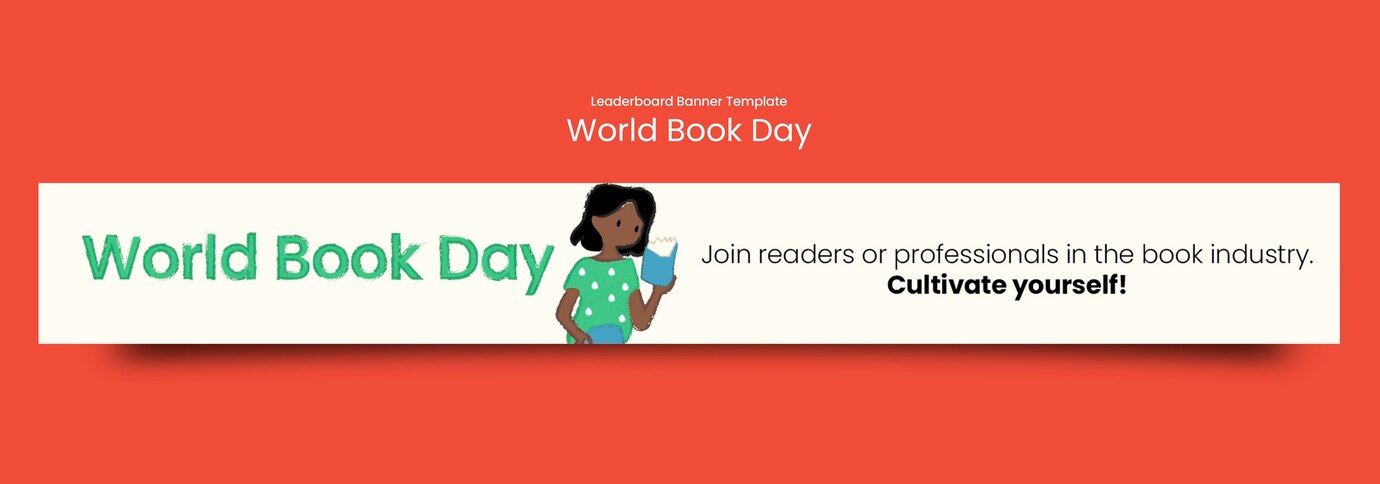 Leaderboard Banner Template
World Book Day
World Book Day
Join readers or professionals in the book industry.
Cultivate yourself!